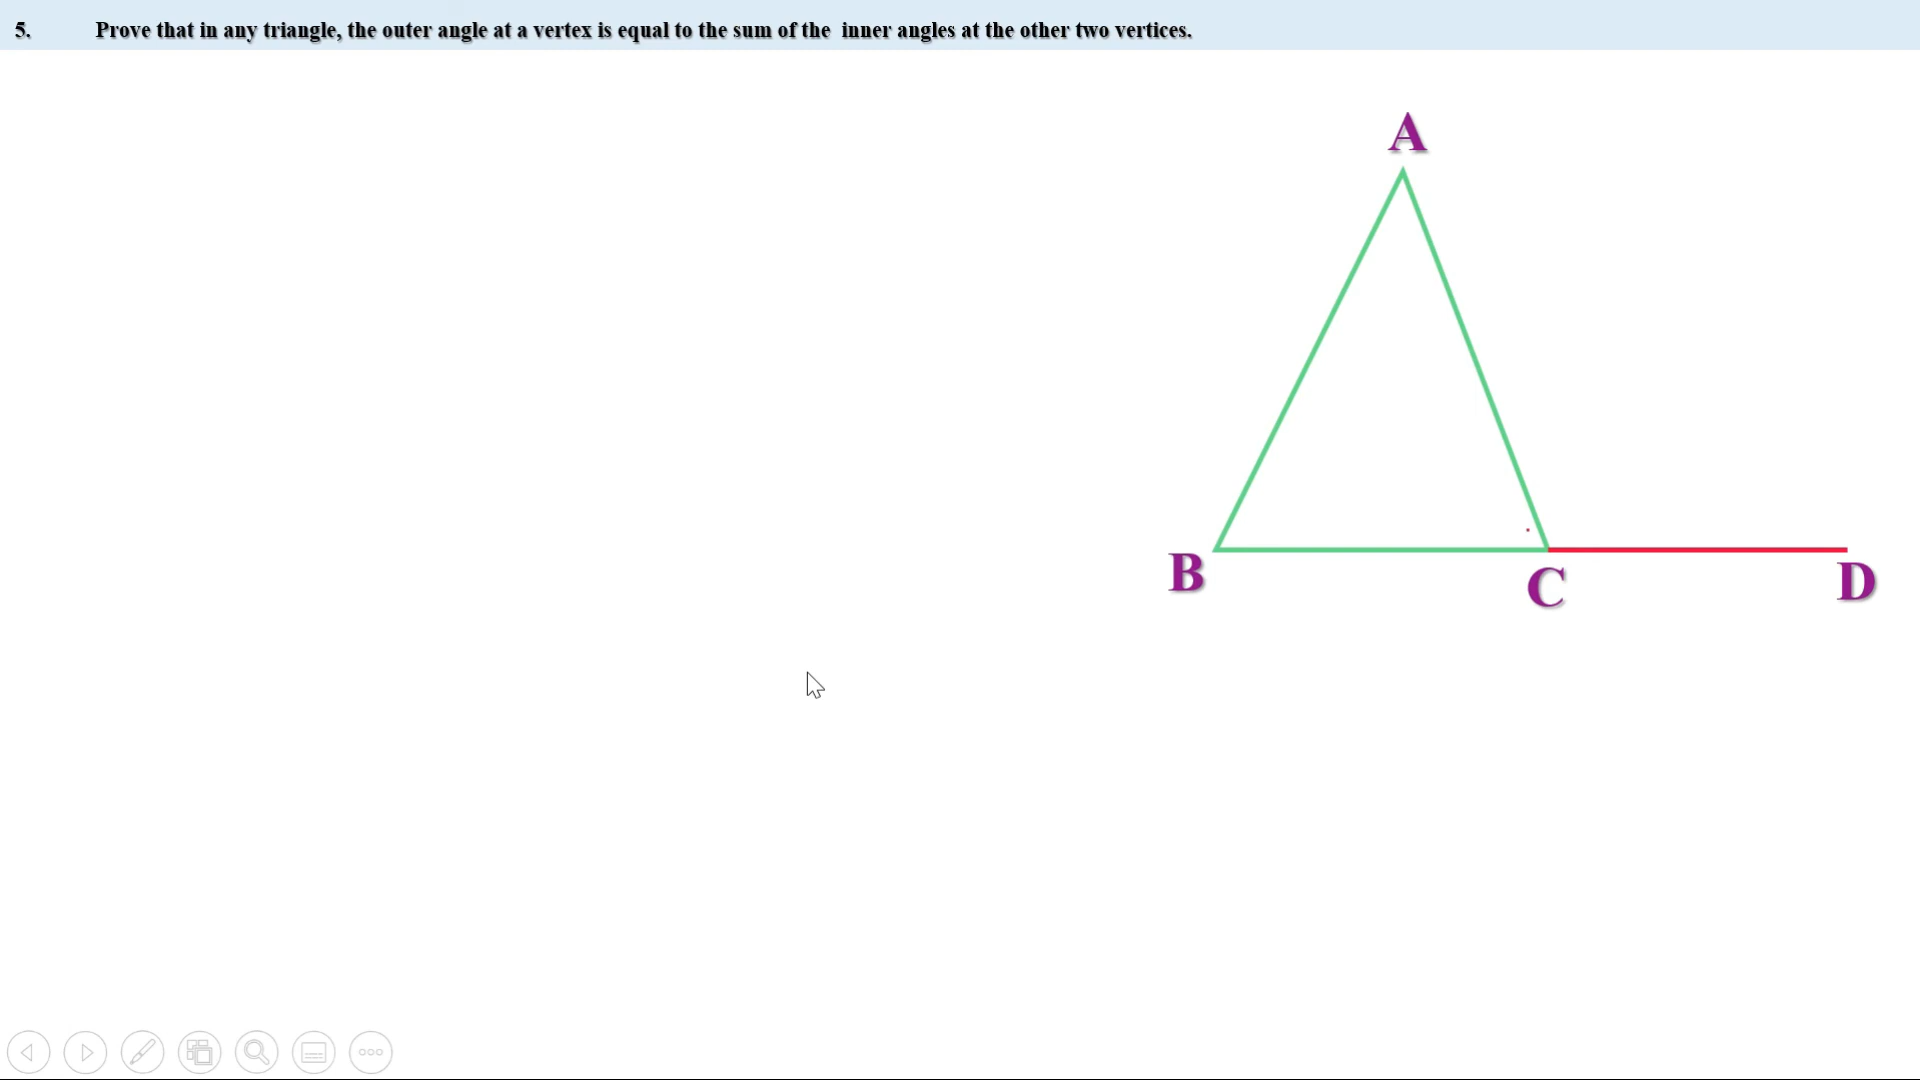 5. Prove that in any triangle, the outer angle at a vertex is equal to the sum of the inner angles at the other two vertices.
A
B
C
D